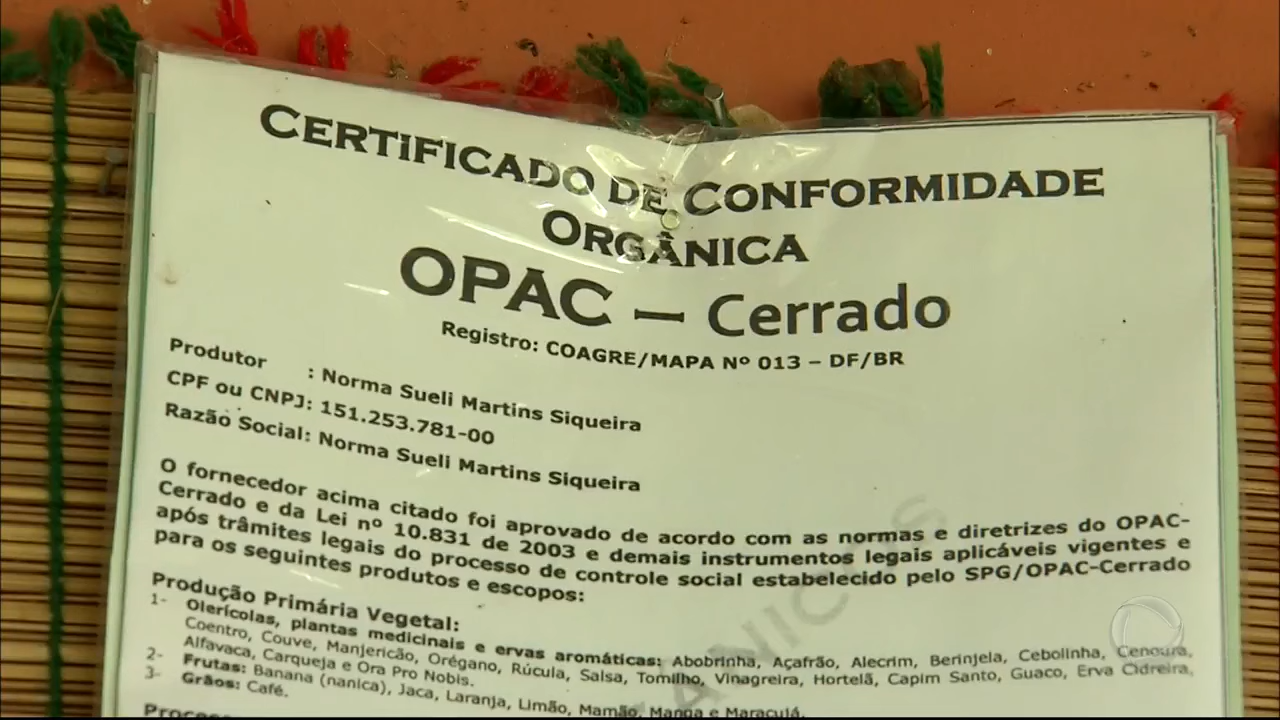 CERTIFICADO DE CONFORMIDADE
ORGÂNICA
OPAC – Cerrado
Registro: COAGRE/MAPA Nº 013 – DF/BR
Produtor : Norma Sueli Martins Siqueira
CPF ou CNPJ: 151.253.781-00
Razão Social: Norma Sueli Martins Siqueira
O fornecedor acima citado foi aprovado de acordo com as normas e diretrizes do OPAC-
Cerrado e da Lei nº 10.831 de 2003 e demais instrumentos legais aplicáveis vigentes e
após trâmites legais do processo de controle social estabelecido pelo SPG/OPAC-Cerrado
para os seguintes produtos e escopos:
Produção Primária Vegetal:
1- Olerícolas, plantas medicinais e ervas aromáticas: Abobrinha, Açafrão, Alecrim, Berinjela, Cebolinha, Cenoura,
Coentro, Couve, Manjericão, Orégano, Rúcula, Salsa, Tomilho, Vinagreira, Hortelã, Capim Santo, Guaco, Erva Cidreira,
Alfavaca, Carqueja e Ora Pro Nobis.
2- Frutas: Banana (nanica), Jaca, Laranja, Limão, Mamão, Manga e Maracujá.
3- Grãos: Café.